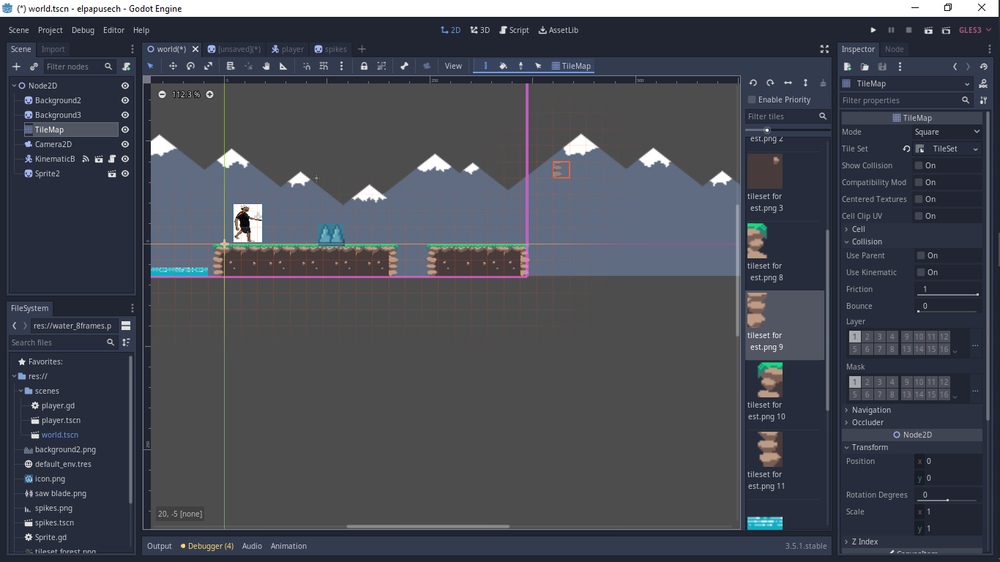 (*) world.tscn - elpapusech - Godot Engine
Scene Project Debug Editor Help
2D 3D Script AssetLib
GLES3
Scene Import
Filter nodes
Node2D
Background2
Background3
TileMap
Camera2D
KinematicB
Sprite2
FileSystem
res://water_8frames.p
Search files
Favorites:
res://
scenes
player.gd
player.tscn
world.tscn
background2.png
default_env.tres
icon.png
saw blade.png
spikes.png
spikes.tscn
Sprite.gd
tileset forest.png
world(*) [unsaved](*) player spikes
View TileMap
0 250 500
112.3 %
0
250
20, -5 [none]
Enable Priority
Filter tiles
est.png 2
tileset for
est.png 3
tileset for
est.png 8
tileset for
est.png 9
tileset for
est.png 10
tileset for
est.png 11
Output Debugger (4) Audio Animation
3.5.1.stable
Inspector Node
TileMap
Filter properties
TileMap
Mode Square
Tile Set TileSet
Show Collision On
Compatibility Mod On
Centered Textures On
Cell Clip UV On
Cell
Collision
Use Parent On
Use Kinematic On
Friction 1
Bounce 0
Layer
1 2 3 4 9 10 11 12
5 6 7 8 13 14 15 16
...
Mask
1 2 3 4 9 10 11 12
5 6 7 8 13 14 15 16
...
Navigation
Occluder
Node2D
Transform
Position x 0
y 0
Rotation Degrees 0
Scale x 1
y 1
Z Index
CanvasItem